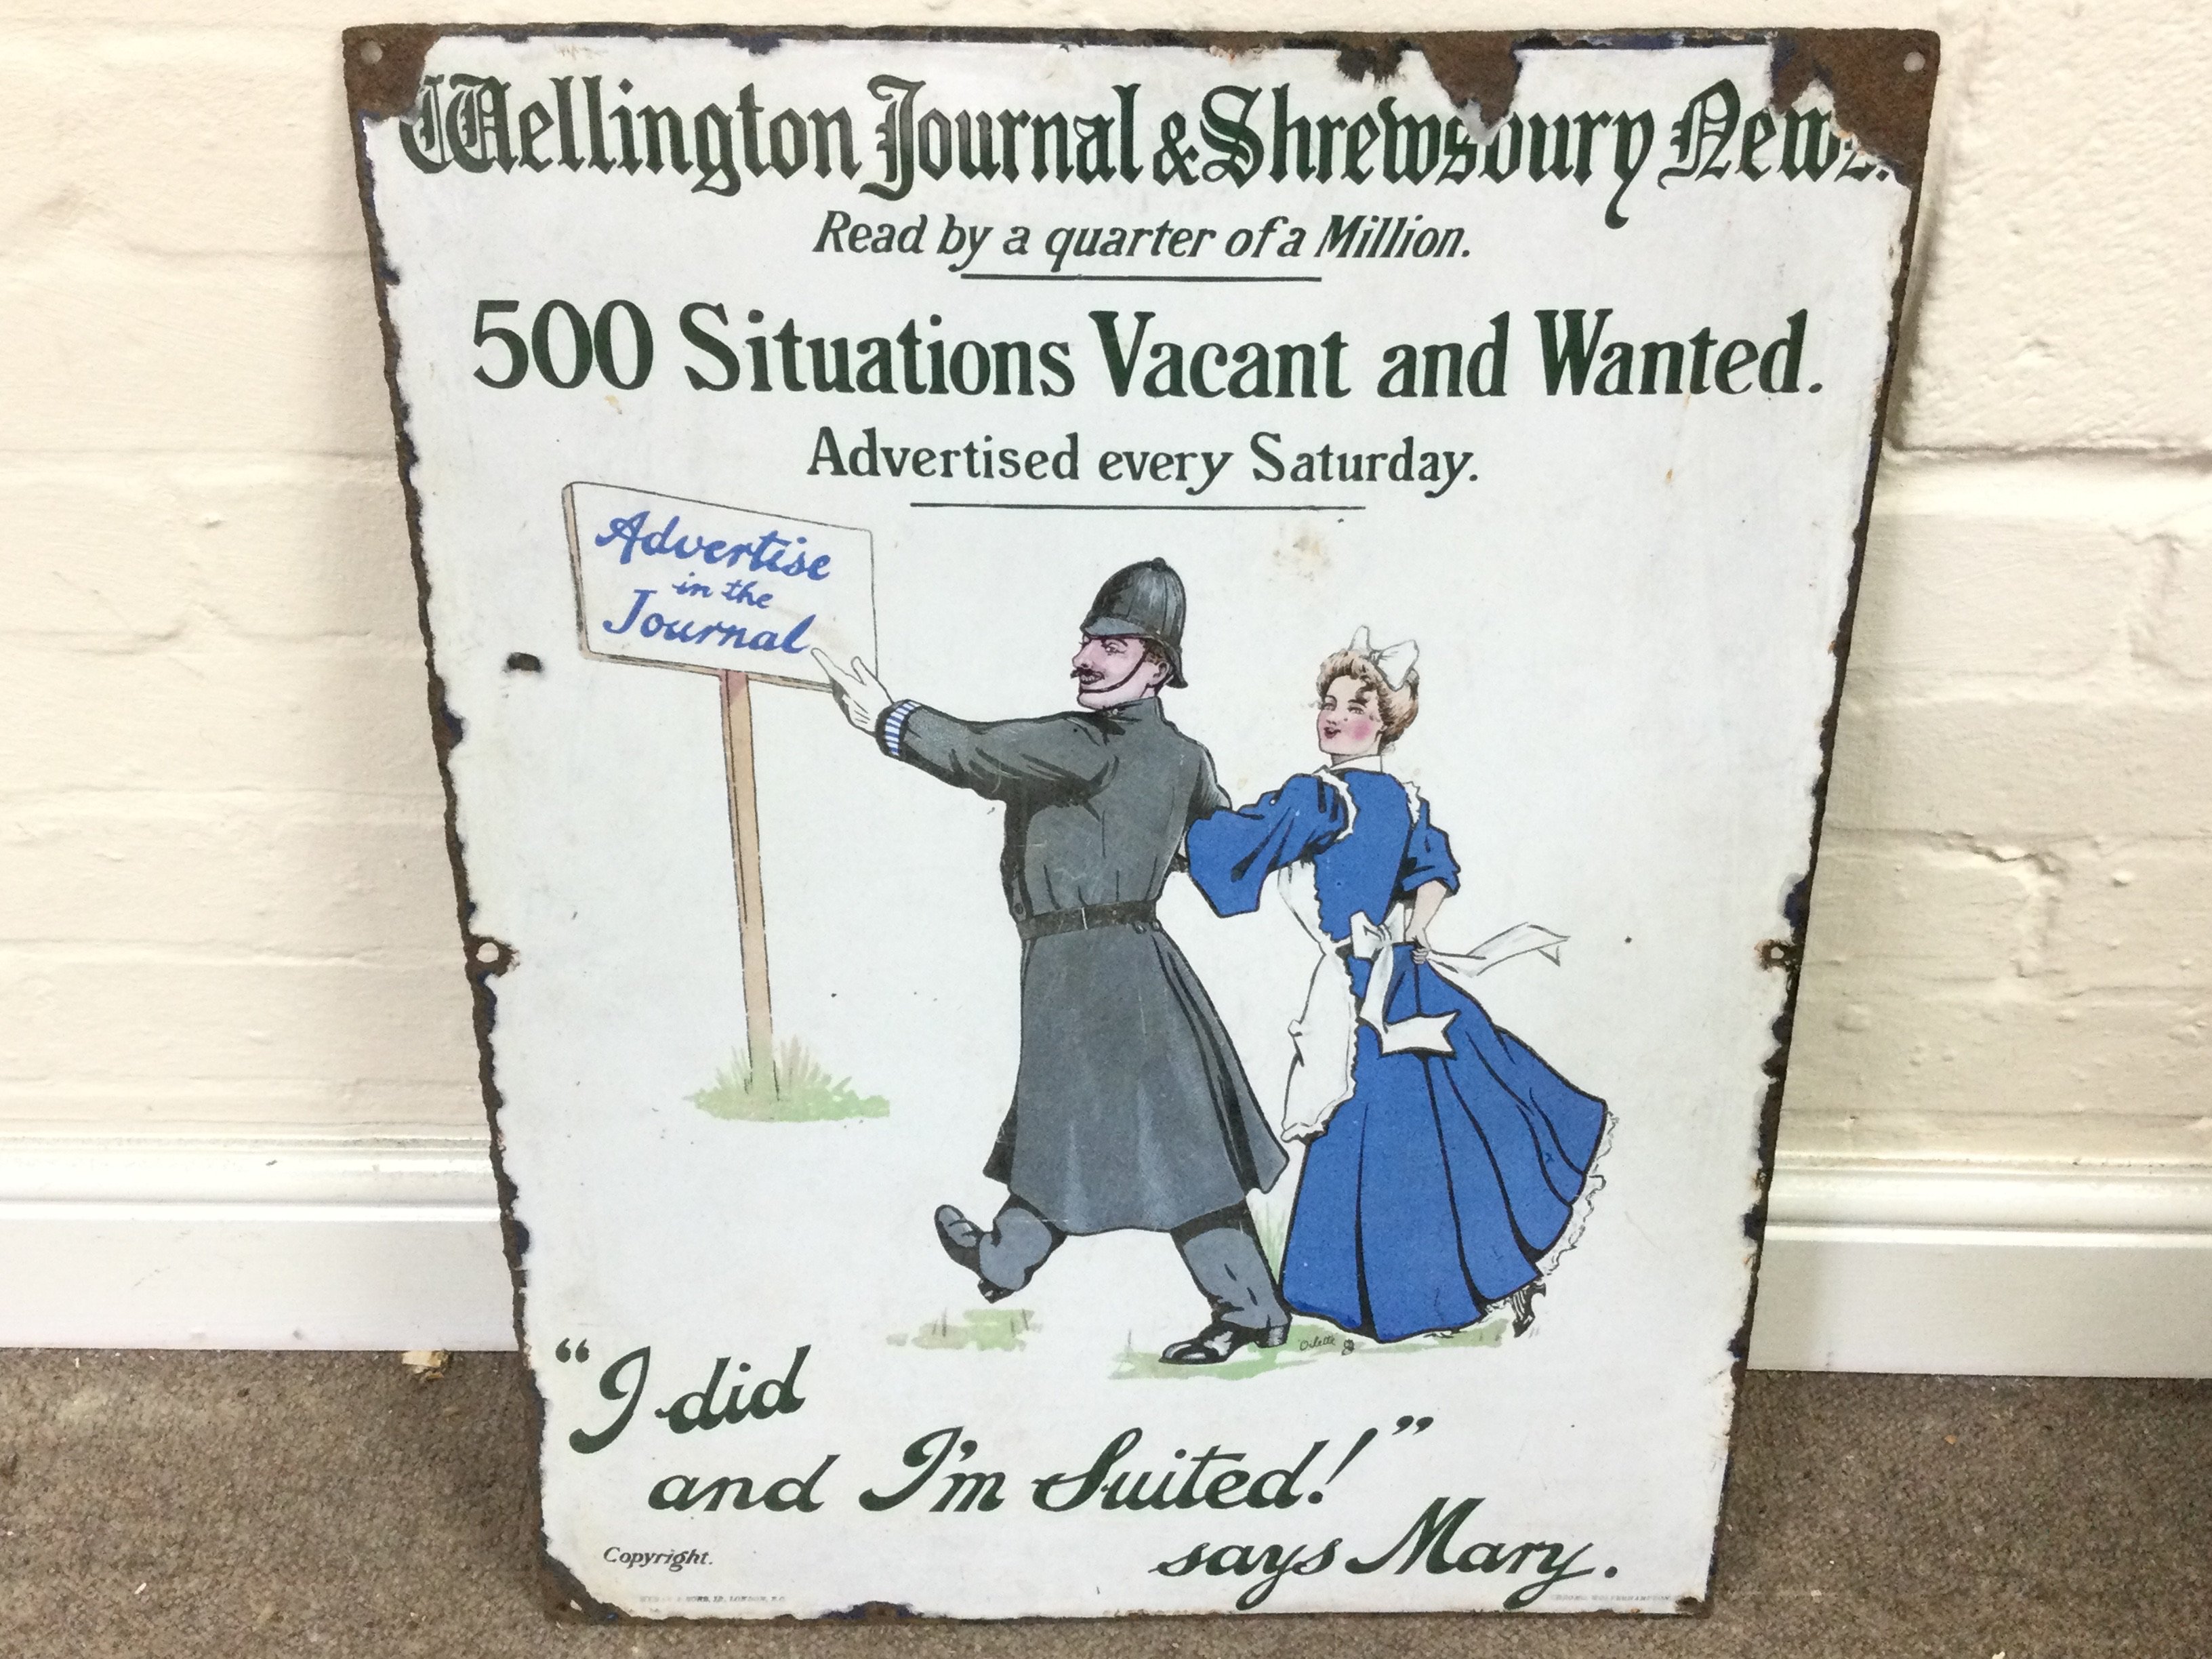 Wellington Journal & Shrewsbury News.
Read by a quarter of a Million.
500 Situations Vacant and Wanted.
Advertised every Saturday.
Advertise
in the
Journal
"I did
and I'm Suited!"
says Mary.
Copyright.
LONDON, E.C.